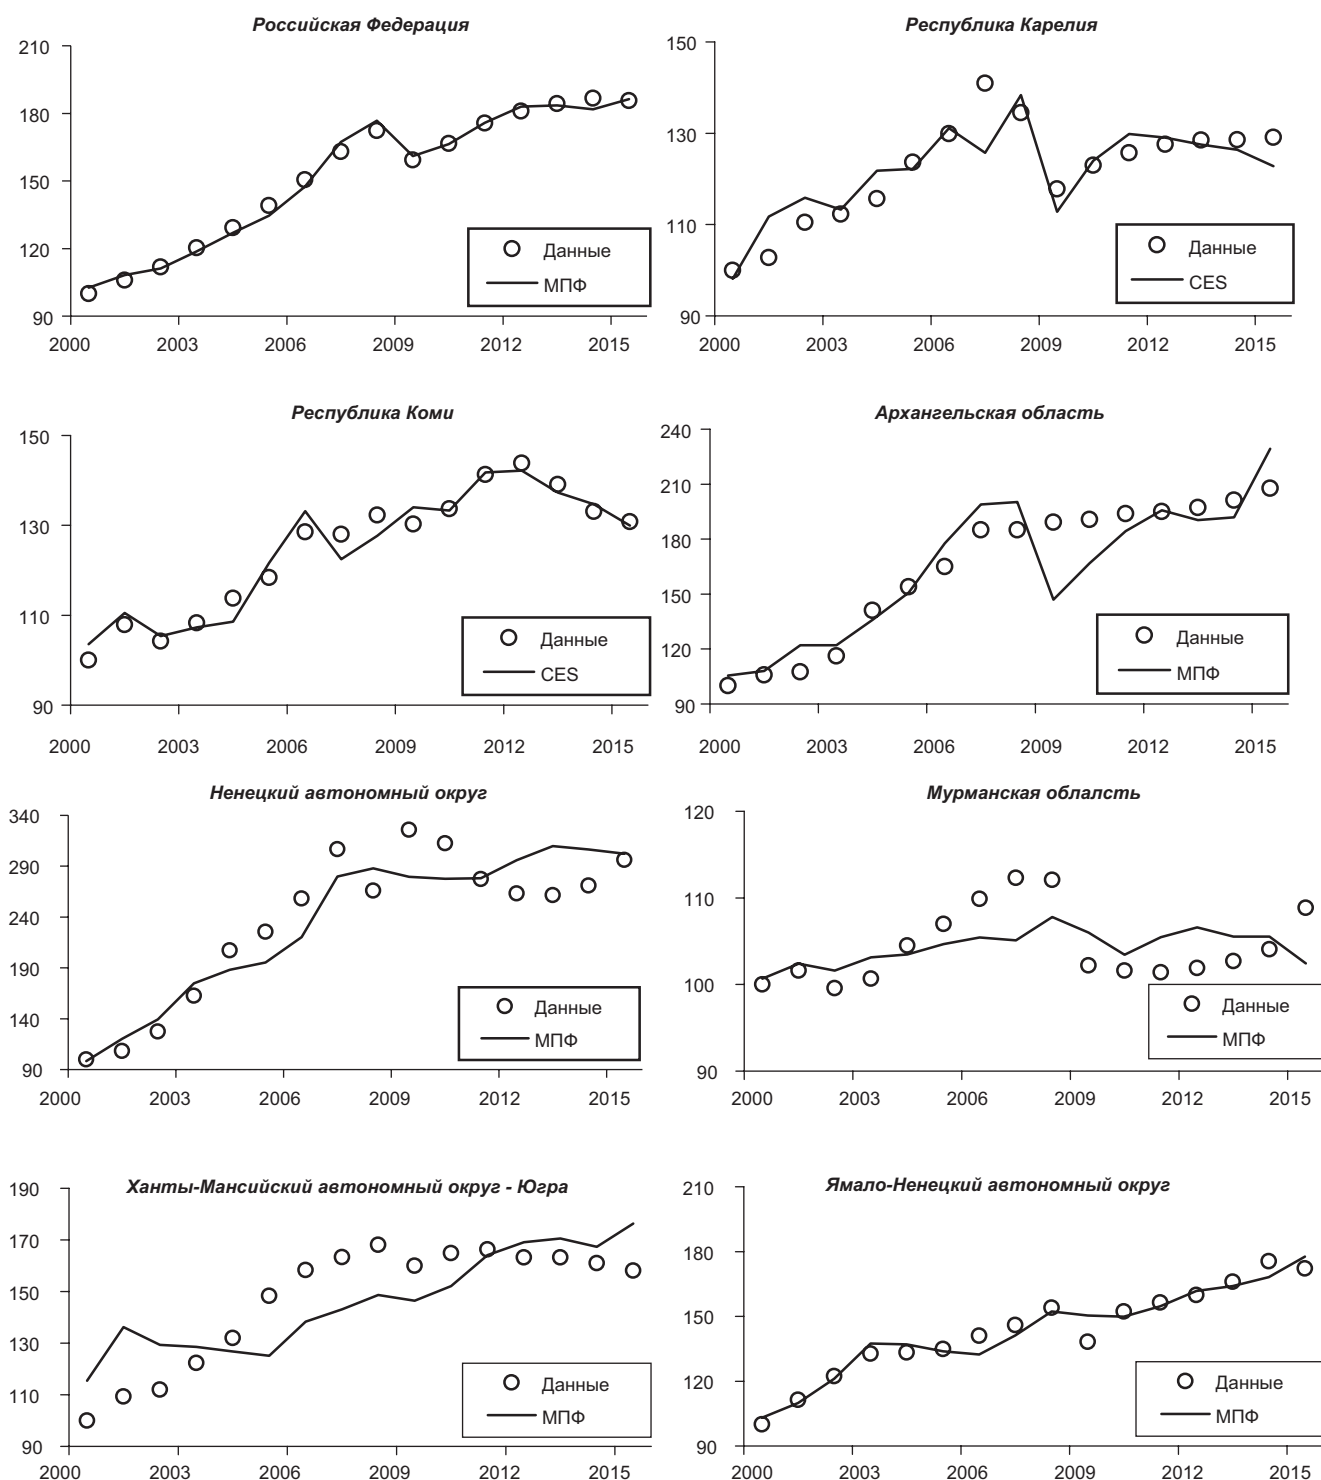 Российская Федерация
210
180
150
120
90
2000 2003 2006 2009 2012 2015
Данные
МПФ
Республика Карелия
150
130
110
90
2000 2003 2006 2009 2012 2015
Данные
CES
Республика Коми
150
130
110
90
2000 2003 2006 2009 2012 2015
Данные
CES
Архангельская область
240
210
180
150
120
90
2000 2003 2006 2009 2012 2015
Данные
МПФ
Ненецкий автономный округ
340
290
240
190
140
90
2000 2003 2006 2009 2012 2015
Данные
МПФ
Мурманская облалсть
120
110
100
90
2000 2003 2006 2009 2012 2015
Данные
МПФ
Ханты-Мансийский автономный округ - Югра
190
170
150
130
110
90
2000 2003 2006 2009 2012 2015
Данные
МПФ
Ямало-Ненецкий автономный округ
210
180
150
120
90
2000 2003 2006 2009 2012 2015
Данные
МПФ